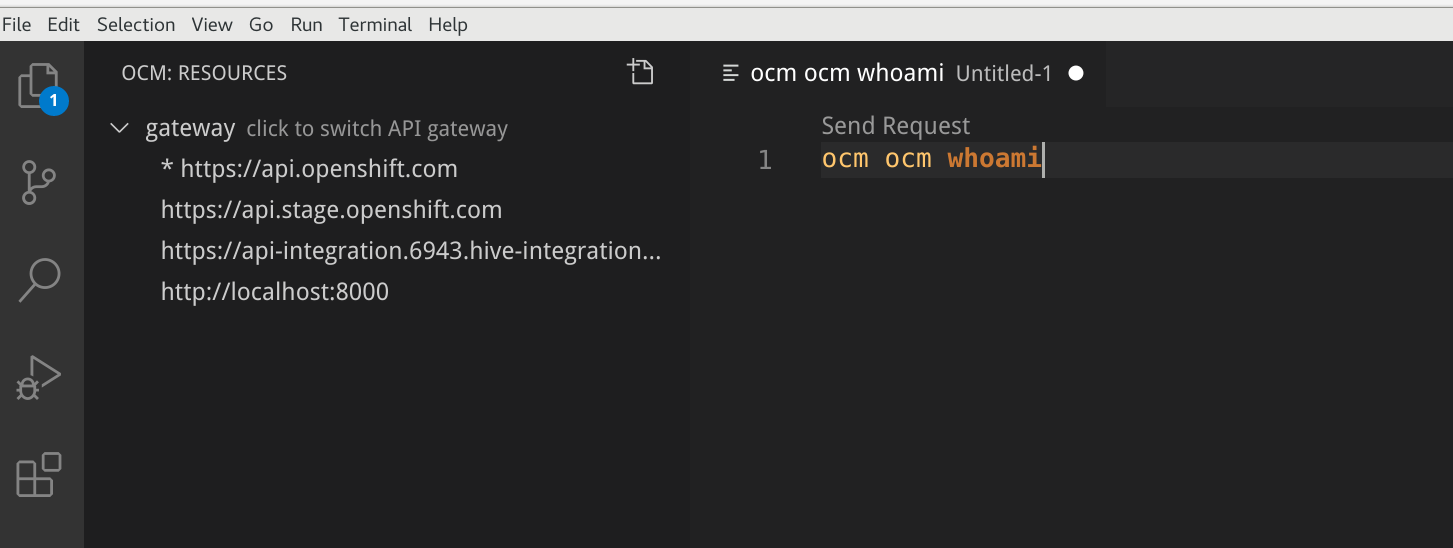 File Edit Selection View Go Run Terminal Help
OCM: RESOURCES
ocm ocm whoami Untitled-1
1
gateway click to switch API gateway
* https://api.openshift.com
https://api.stage.openshift.com
https://api-integration.6943.hive-integration...
http://localhost:8000
Send Request
1 ocm ocm whoami